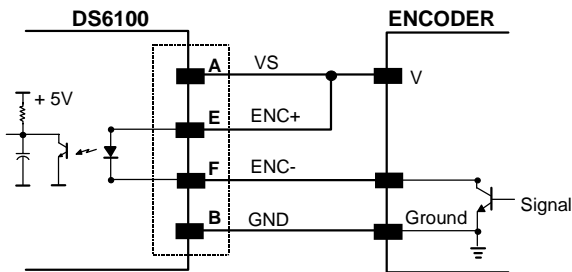 DS6100 ENCODER
A VS V
+ 5V
E ENC+
F ENC-
B GND Ground Signal